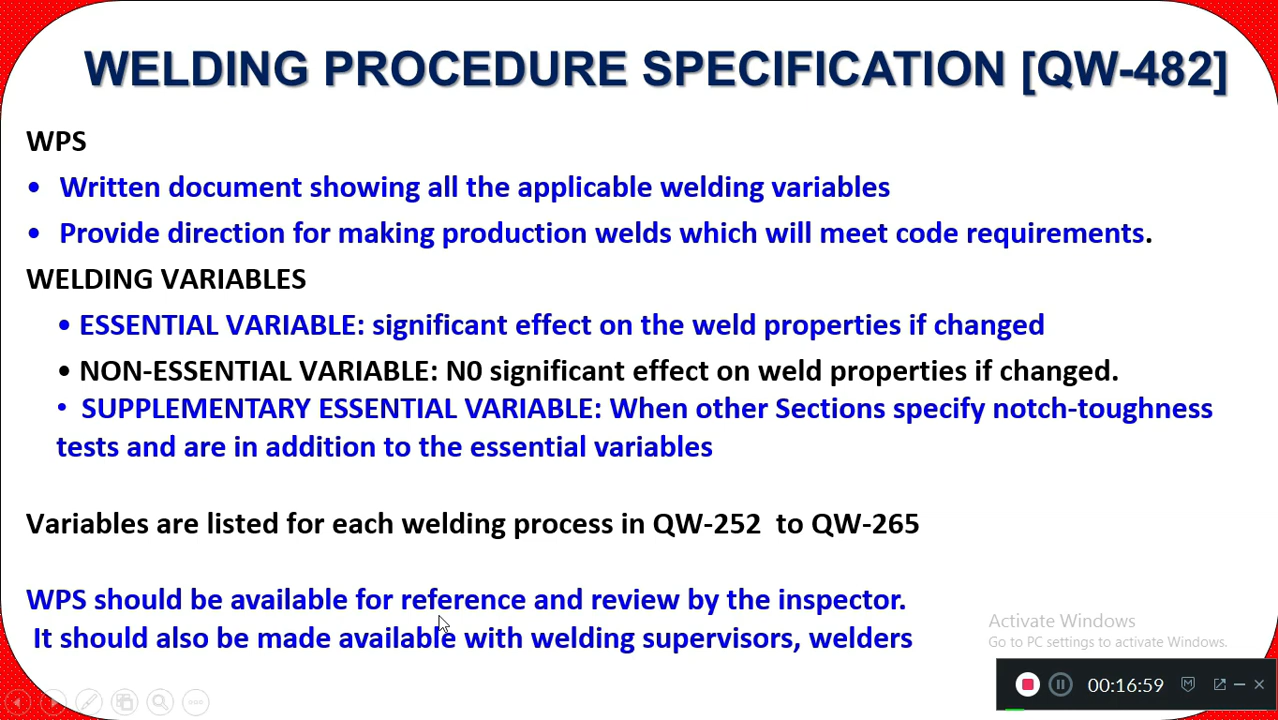 WELDING PROCEDURE SPECIFICATION [QW-482]
WPS
• Written document showing all the applicable welding variables
• Provide direction for making production welds which will meet code requirements.
WELDING VARIABLES
• ESSENTIAL VARIABLE: significant effect on the weld properties if changed
• NON-ESSENTIAL VARIABLE: N0 significant effect on weld properties if changed.
• SUPPLEMENTARY ESSENTIAL VARIABLE: When other Sections specify notch-toughness
tests and are in addition to the essential variables
Variables are listed for each welding process in QW-252 to QW-265
WPS should be available for reference and review by the inspector.
It should also be made available with welding supervisors, welders
Activate Windows
Go to PC settings to activate Windows.
00:16:59